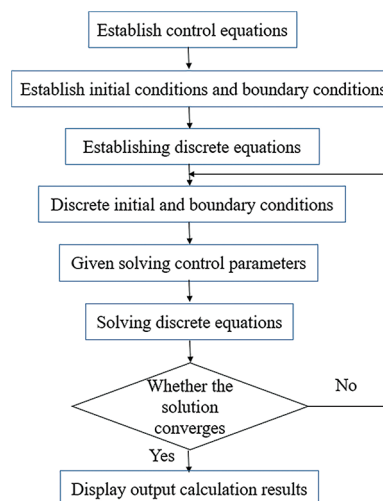 Establish control equations
Establish initial conditions and boundary conditions
Establishing discrete equations
Discrete initial and boundary conditions
Given solving control parameters
Solving discrete equations
Whether the
solution
converges
No
Yes
Display output calculation results